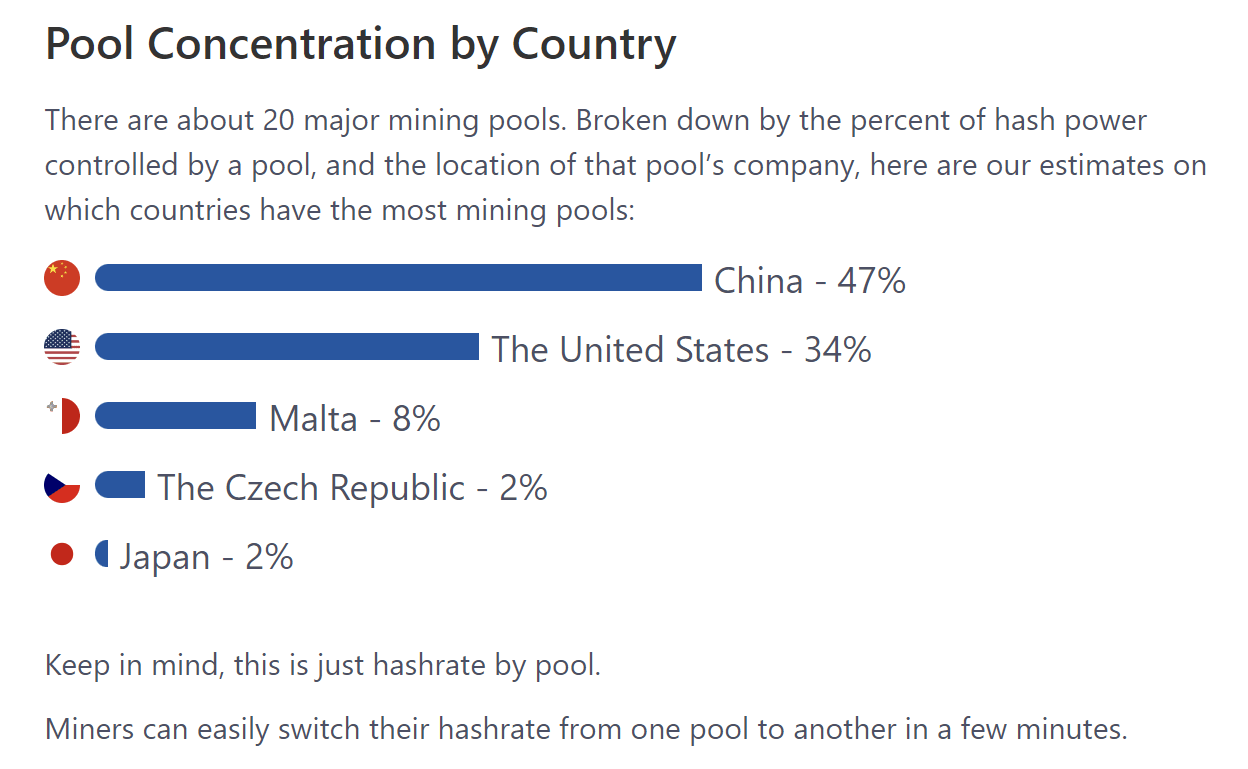 Pool Concentration by Country
There are about 20 major mining pools. Broken down by the percent of hash power
controlled by a pool, and the location of that pool’s company, here are our estimates on
which countries have the most mining pools:
China - 47%
The United States - 34%
Malta - 8%
The Czech Republic - 2%
Japan - 2%
Keep in mind, this is just hashrate by pool.
Miners can easily switch their hashrate from one pool to another in a few minutes.